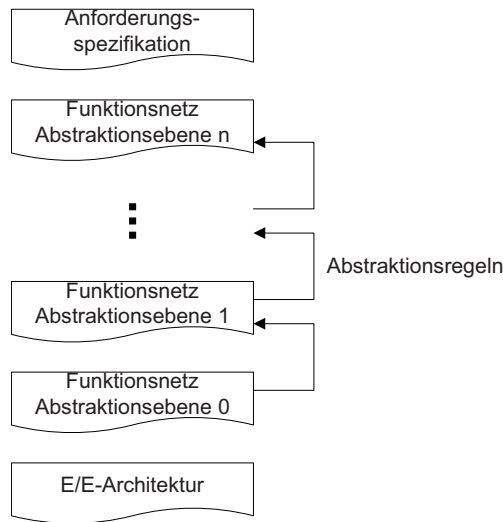 Anforderungs-
spezifikation
Funktionsnetz
Abstraktionsebene n
Abstraktionsregeln
Funktionsnetz
Abstraktionsebene 1
Funktionsnetz
Abstraktionsebene 0
E/E-Architektur